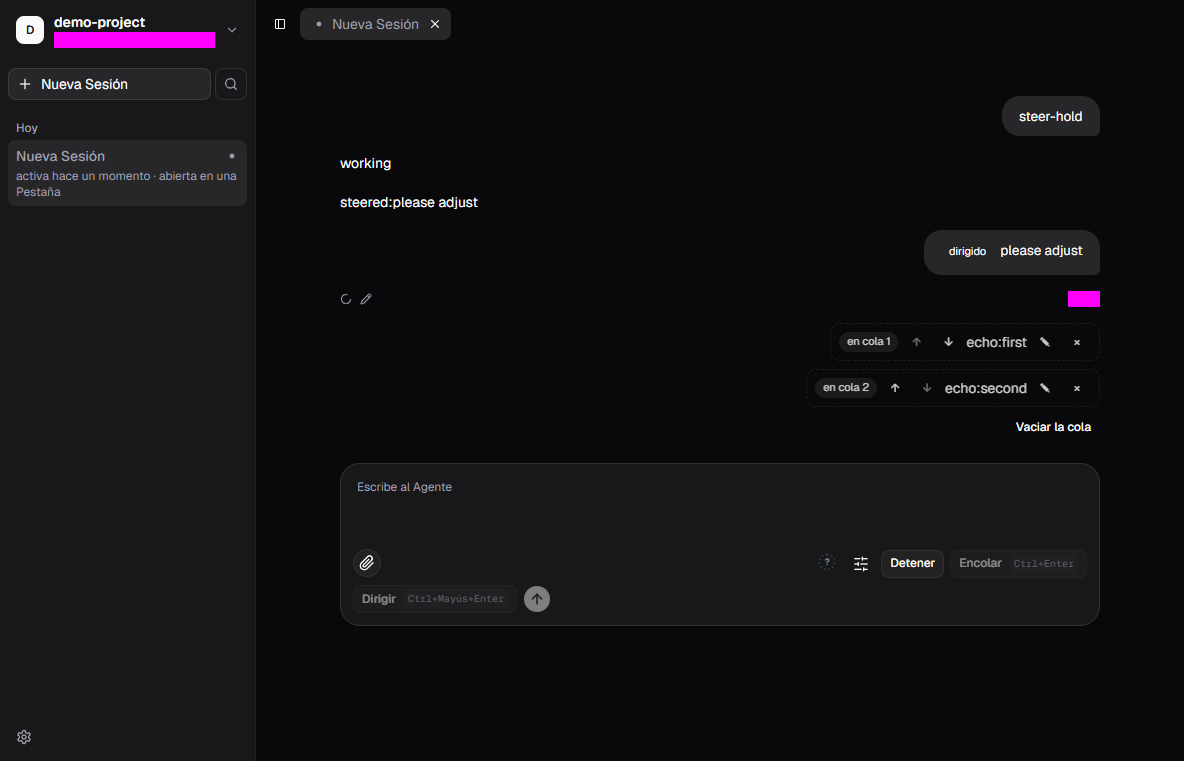 D
demo-project
Nueva Sesión
Nueva Sesión
Hoy
Nueva Sesión
activa hace un momento · abierta en una
Pestaña
steer-hold
working
steered:please adjust
dirigido please adjust
en cola 1 echo:first
en cola 2 echo:second
Vaciar la cola
Escribe al Agente
?
Detener
Encolar Ctrl+Enter
Dirigir Ctrl+Mayús+Enter